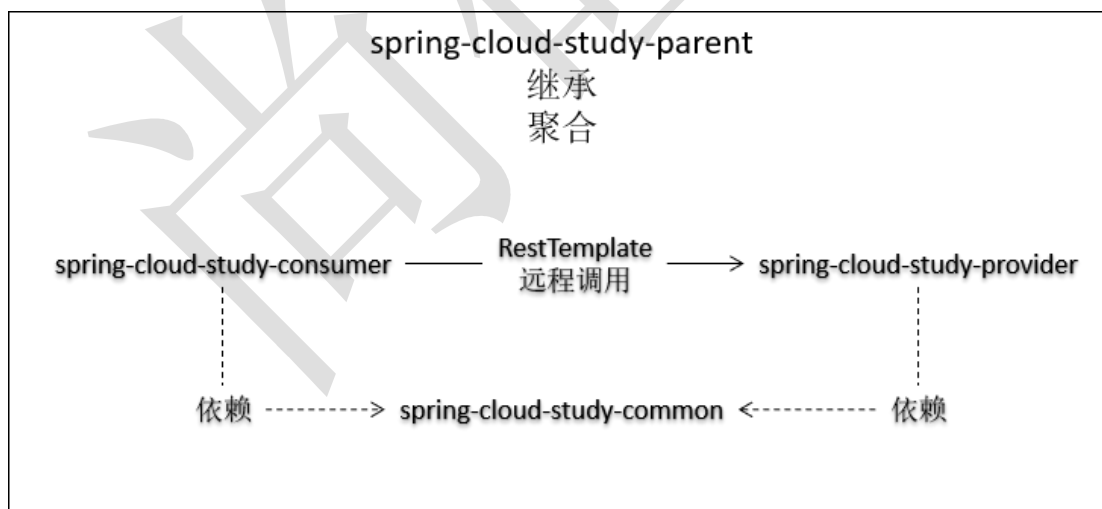 spring-cloud-study-parent
继承
聚合
spring-cloud-study-consumer
RestTemplate
远程调用
spring-cloud-study-provider
依赖
spring-cloud-study-common
依赖
尚